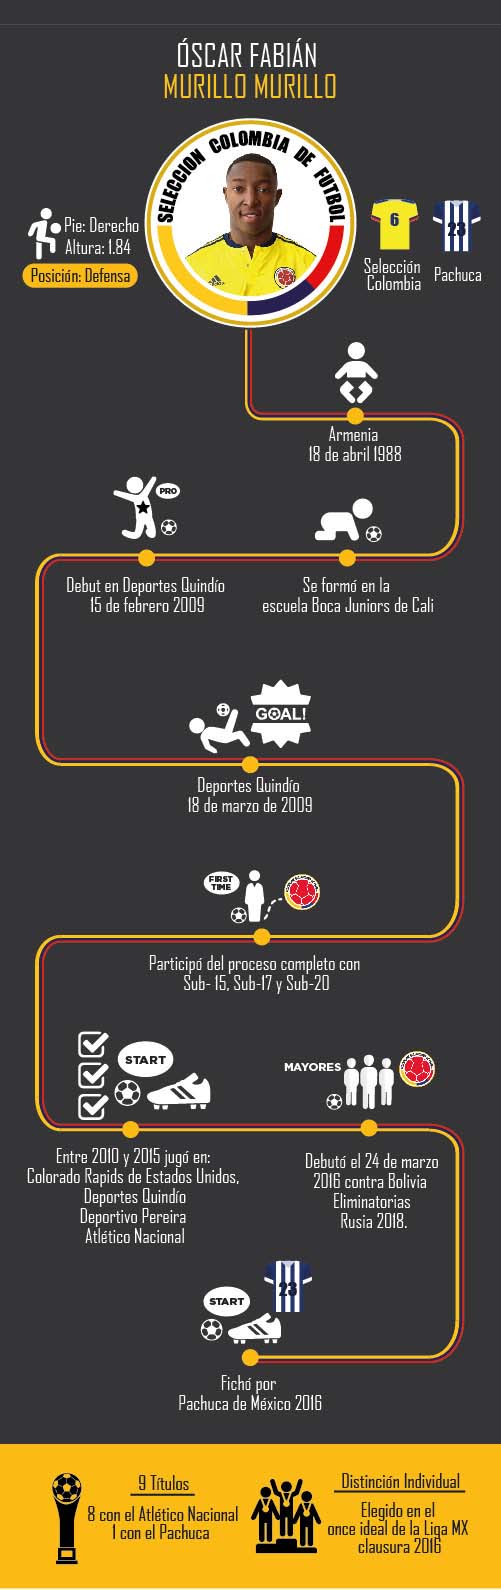 ÓSCAR FABIÁN
MURILLO MURILLO
SELECCION COLOMBIA DE FUTBOL
Pie: Derecho
Altura: 1.84
Posición: Defensa
6
Selección
Colombia
23
Pachuca
Armenia
18 de abril 1988
PRO
Debut en Deportes Quindío
15 de febrero 2009
Se formó en la
escuela Boca Juniors de Cali
GOAL!
Deportes Quindío
18 de marzo de 2009
FIRST
TIME
Participó del proceso completo con
Sub- 15, Sub-17 y Sub-20
START
Entre 2010 y 2015 jugó en:
Colorado Rapids de Estados Unidos,
Deportes Quindío
Deportivo Pereira
Atlético Nacional
MAYORES
Debutó el 24 de marzo
2016 contra Bolivia
Eliminatorias
Rusia 2018.
START
23
Fichó por
Pachuca de México 2016
9 Títulos
8 con el Atlético Nacional
1 con el Pachuca
Distinción Individual
Elegido en el
once ideal de la Liga MX
clausura 2016